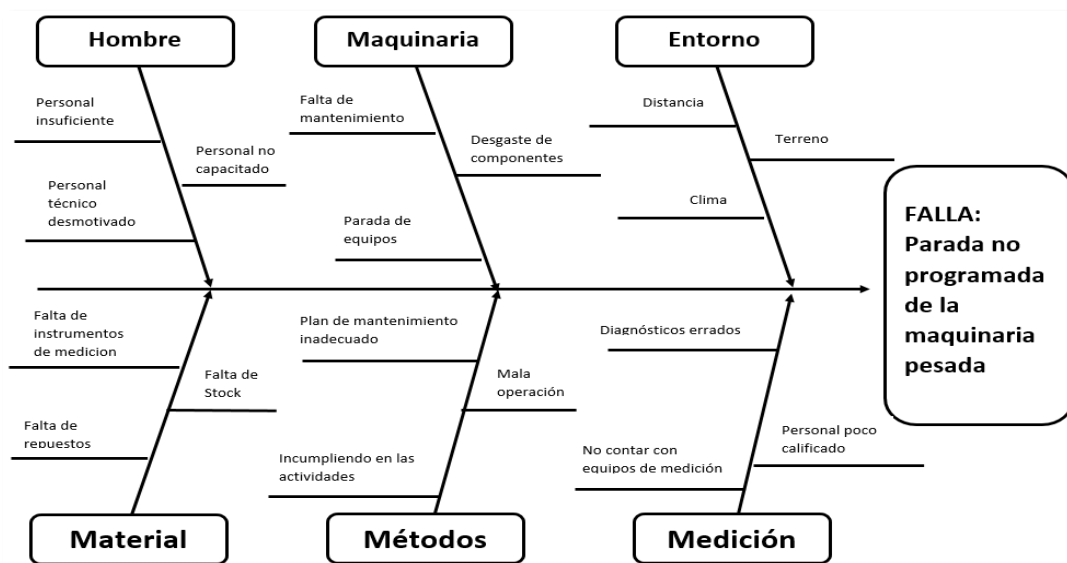 Hombre
Maquinaria
Entorno
Personal
insuficiente
Personal no
capacitado
Personal
técnico
desmotivado
Falta de
mantenimiento
Desgaste de
componentes
Parada de
equipos
Distancia
Terreno
Clima
FALLA:
Parada no
programada
de la
maquinaria
pesada
Falta de
instrumentos
de medicion
Falta de
Stock
Falta de
repuestos
Plan de mantenimiento
inadecuado
Mala
operación
Incumpliendo en las
actividades
Diagnósticos errados
Personal poco
calificado
No contar con
equipos de medición
Material
Métodos
Medición